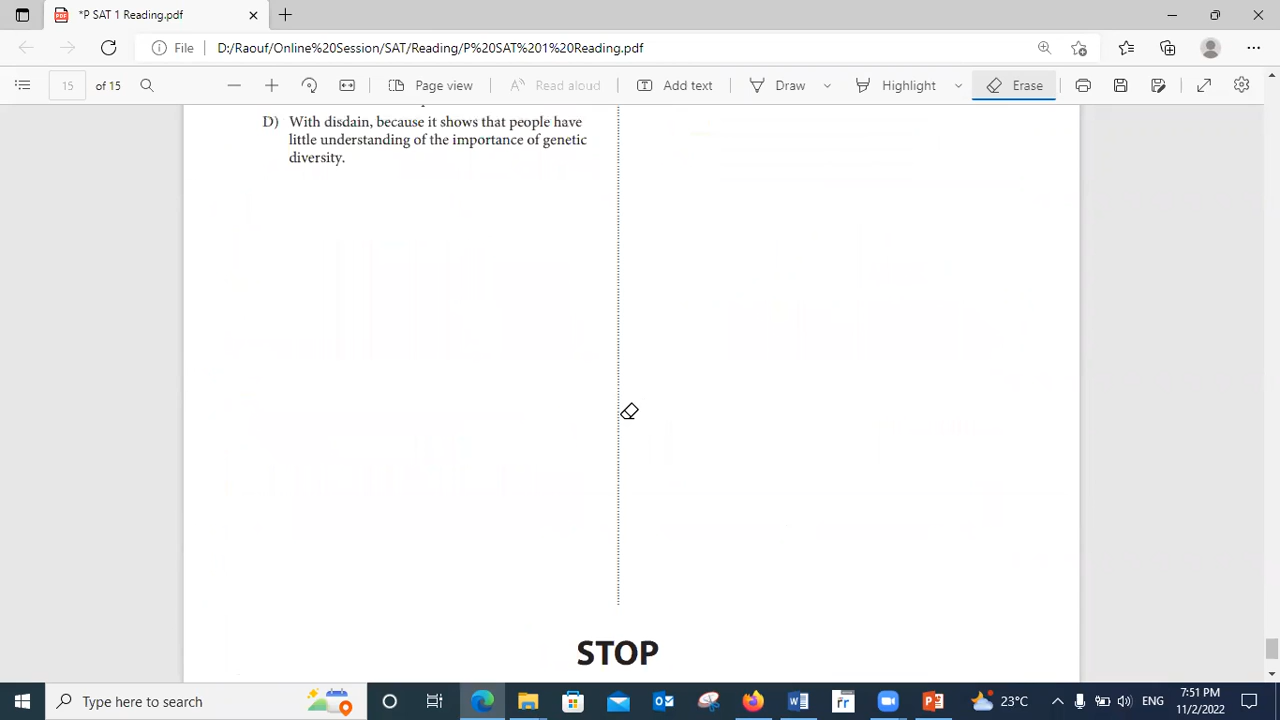 *P SAT 1 Reading.pdf
File
D:/Raouf/Online%20Session/SAT/Reading/P%20SAT%201%20Reading.pdf
15 of 15
Page view
Read aloud
Add text
Draw
Highlight
Erase
D) With disdain, because it shows that people have
little understanding of the importance of genetic
diversity.
STOP
Type here to search
23°C
ENG
7:51 PM
11/2/2022